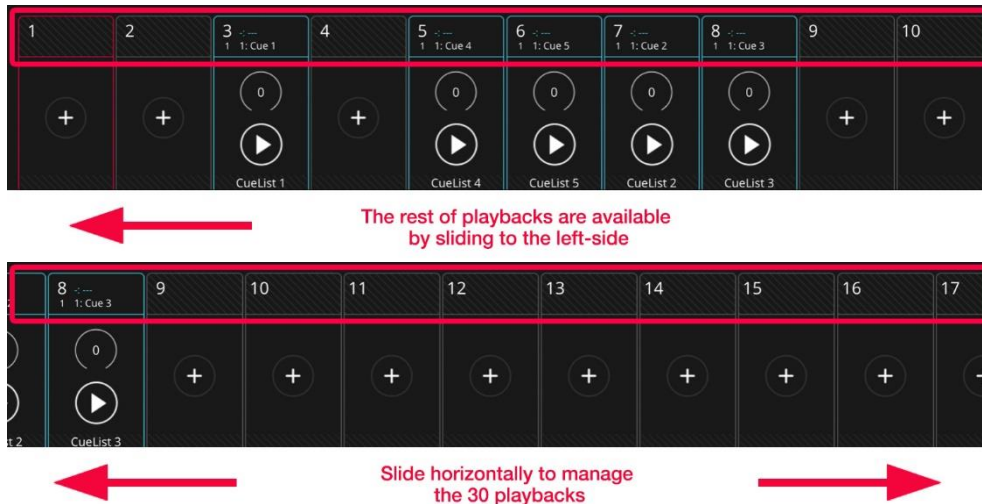 1 2 3 -:--- 4 5 -:--- 6 -:--- 7 -:--- 8 -:--- 9 10
1 1: Cue 1 1 1: Cue 4 1 1: Cue 5 1 1: Cue 2 1 1: Cue 3
0 0 0 0 0
CueList 1 CueList 4 CueList 5 CueList 2 CueList 3
The rest of playbacks are available
by sliding to the left-side
8 -:--- 9 10 11 12 13 14 15 16 17
1 1: Cue 3
0
CueList 3
Slide horizontally to manage
the 30 playbacks